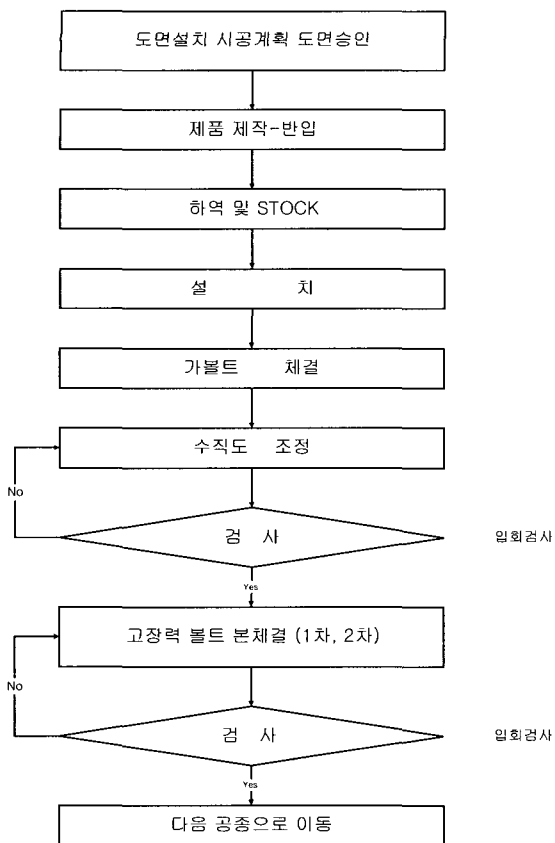 도면설치 시공계획 도면승인
제품 제작-반입
하역 및 STOCK
설 치
가볼트 체결
수직도 조정
No
검 사
입회검사
Yes
고장력 볼트 본체결 (1차, 2차)
No
검 사
입회검사
Yes
다음 공종으로 이동